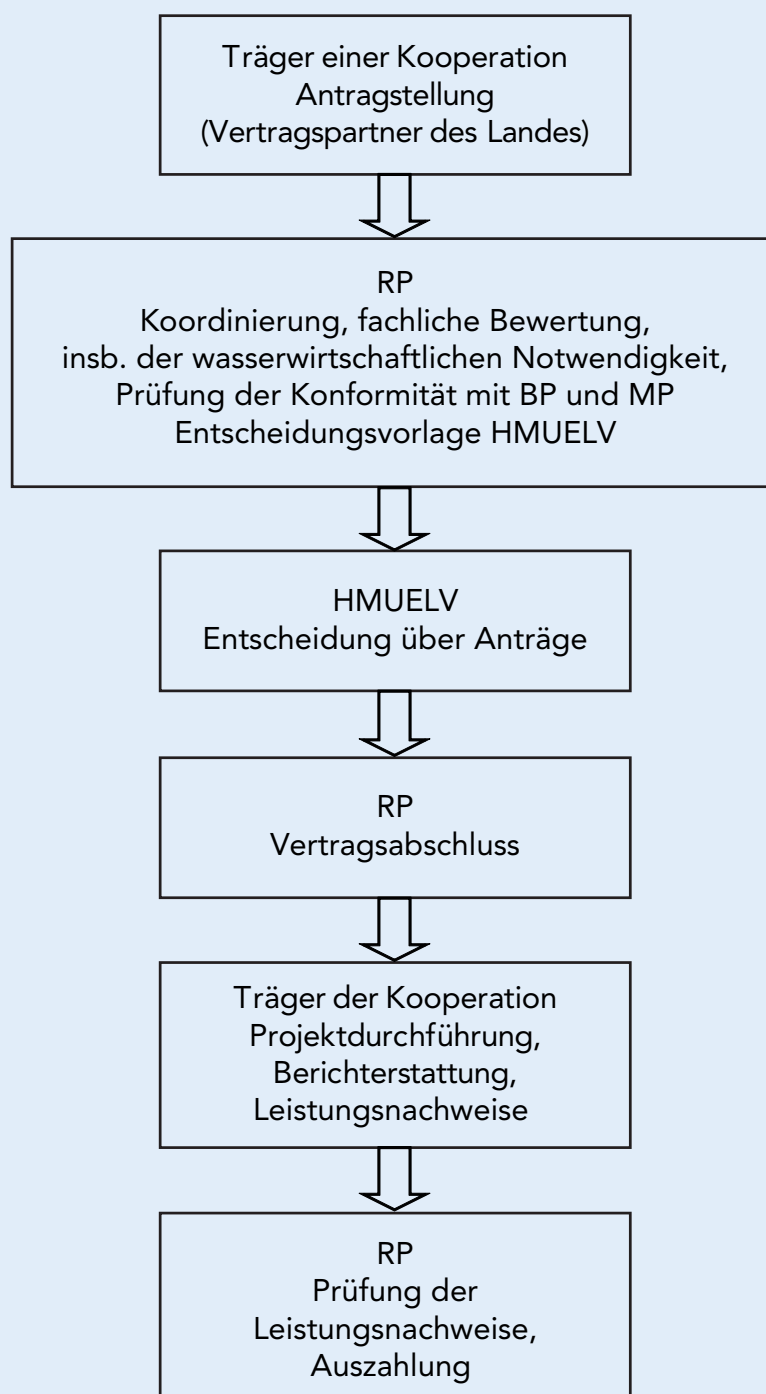 Träger einer Kooperation
Antragstellung
(Vertragspartner des Landes)
RP
Koordinierung, fachliche Bewertung,
insb. der wasserwirtschaftlichen Notwendigkeit,
Prüfung der Konformität mit BP und MP
Entscheidungsvorlage HMUELV
HMUELV
Entscheidung über Anträge
RP
Vertragsabschluss
Träger der Kooperation
Projektdurchführung,
Berichterstattung,
Leistungsnachweise
RP
Prüfung der
Leistungsnachweise,
Auszahlung